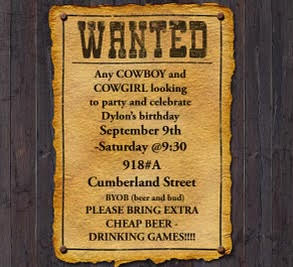 WANTED
Any COWBOY and
COWGIRL looking
to party and celebrate
Dylon's birthday
September 9th
-Saturday @9:30
918#A
Cumberland Street
BYOB (beer and bud)
PLEASE BRING EXTRA
CHEAP BEER -
DRINKING GAMES!!!!